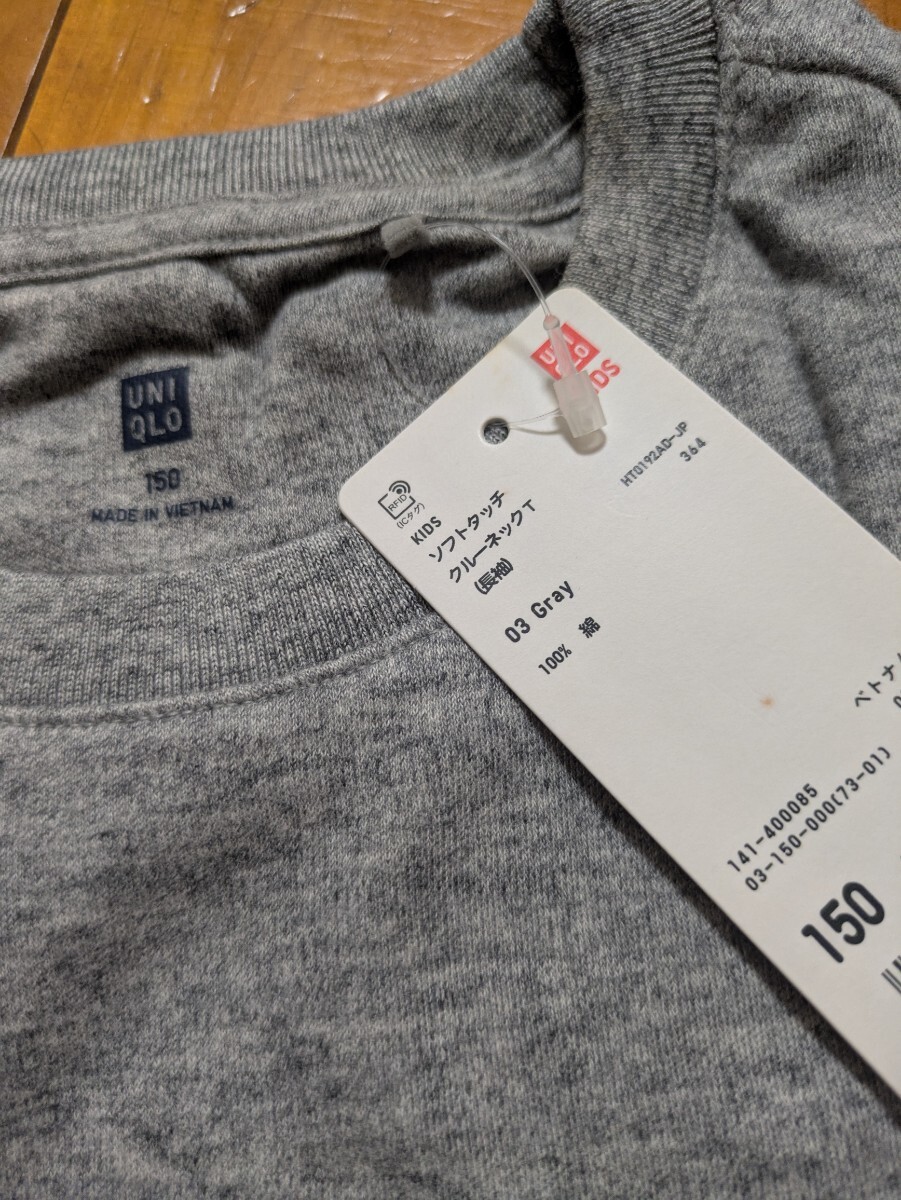 UNI
QLO
150
MADE IN VIETNAM
UNI
QLO
HT0192AD-JP
364
RFID
(ICタグ)
KIDS
ソフトタッチ
クルーネックT
(長袖)
03 Gray
100% 綿
141-400085
03-150-000(73-01)
150